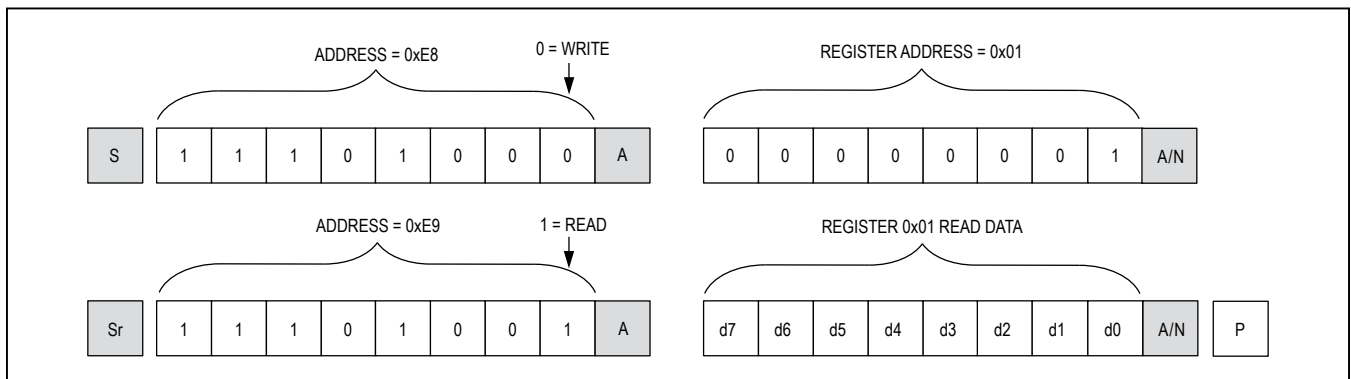 ADDRESS = 0xE8 0 = WRITE REGISTER ADDRESS = 0x01
S 1 1 1 0 1 0 0 0 A 0 0 0 0 0 0 0 1 A/N
ADDRESS = 0xE9 1 = READ REGISTER 0x01 READ DATA
Sr 1 1 1 0 1 0 0 1 A d7 d6 d5 d4 d3 d2 d1 d0 A/N P